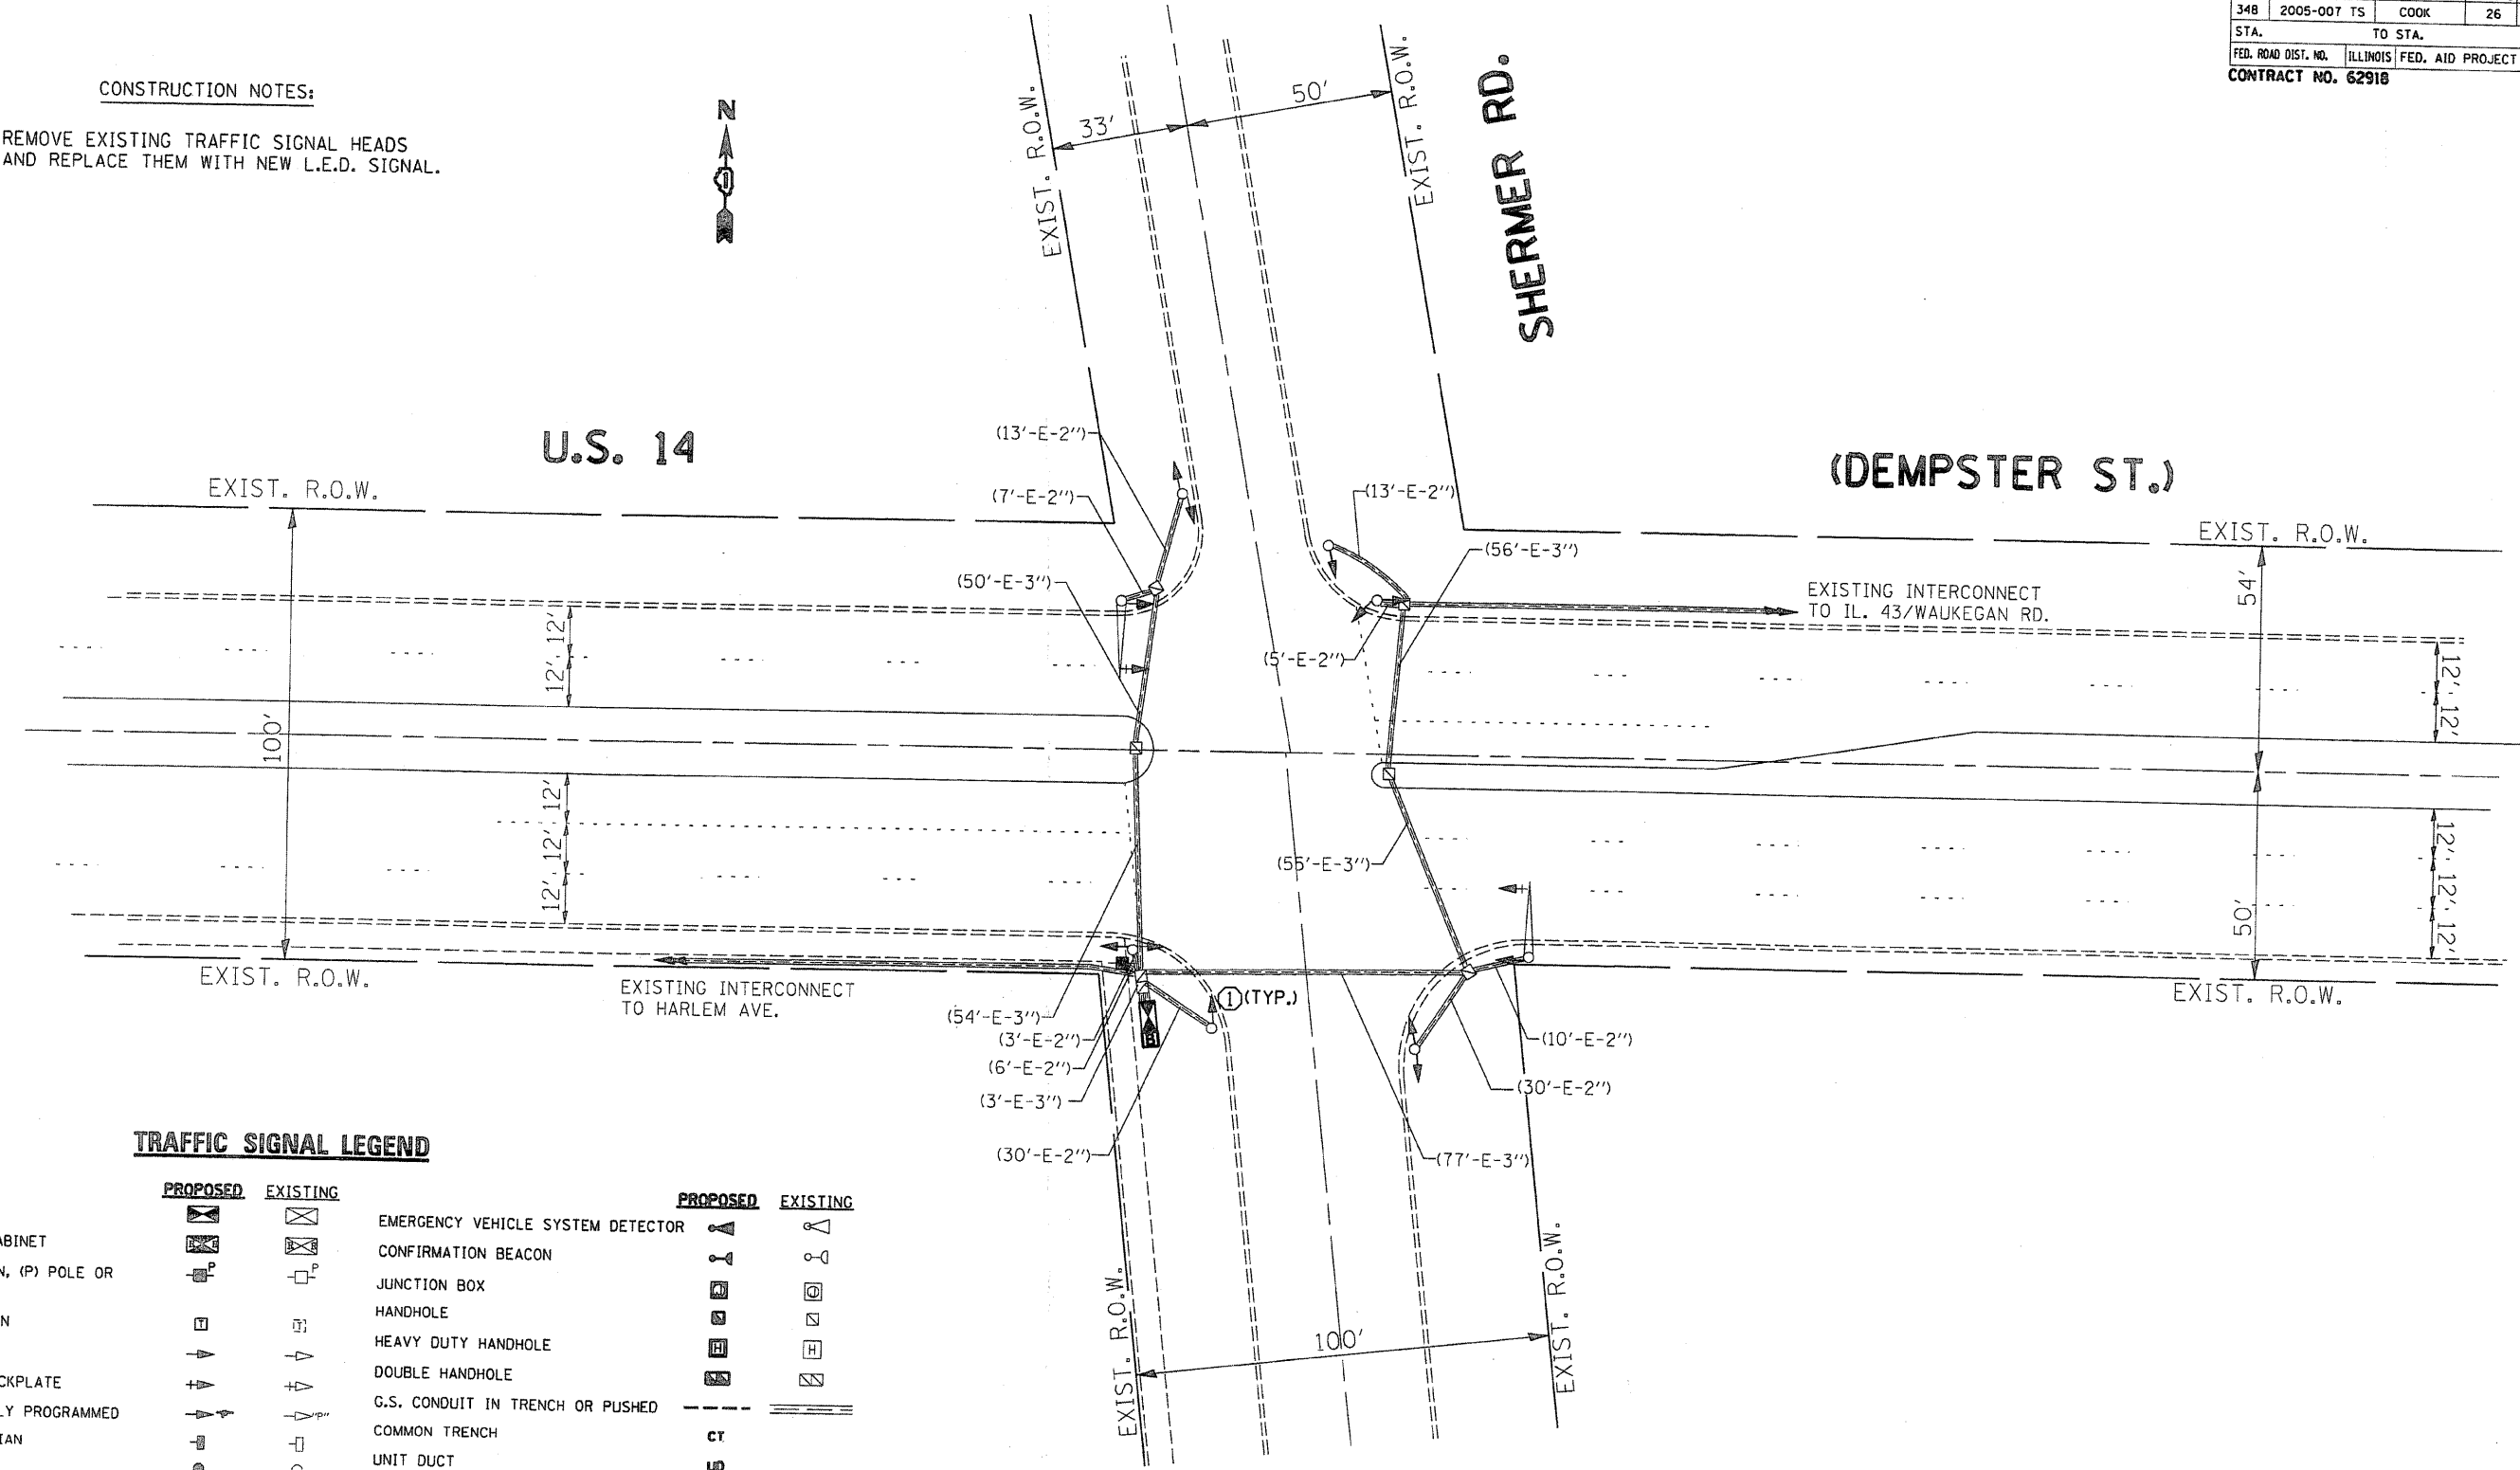 348 2005-007 TS COOK 26
STA. TO STA.
FED. ROAD DIST. NO. ILLINOIS FED. AID PROJECT
CONTRACT NO. 62918
CONSTRUCTION NOTES:
REMOVE EXISTING TRAFFIC SIGNAL HEADS
AND REPLACE THEM WITH NEW L.E.D. SIGNAL.
N
EXIST. R.O.W.
33'
50'
EXIST. R.O.W.
SHERMER RD.
U.S. 14
(DEMPSTER ST.)
EXIST. R.O.W.
(13'-E-2")
(7'-E-2")
(50'-E-3")
(13'-E-2")
(56'-E-3")
(5'-E-2")
EXISTING INTERCONNECT
TO IL. 43/WAUKEGAN RD.
EXIST. R.O.W.
54'
12'
12'
12'
12'
100'
12'
12'
12'
(55'-E-3")
50'
12'
12'
12'
EXIST. R.O.W.
EXISTING INTERCONNECT
TO HARLEM AVE.
1 (TYP.)
EXIST. R.O.W.
(54'-E-3")
(3'-E-2")
(6'-E-2")
(3'-E-3")
(30'-E-2")
B
(10'-E-2")
(30'-E-2")
(77'-E-3")
EXIST. R.O.W.
100'
EXIST. R.O.W.
TRAFFIC SIGNAL LEGEND
PROPOSED EXISTING
ABINET
N, (P) POLE OR P P
N T T
CKPLATE
LY PROGRAMMED "P"
IAN
PROPOSED EXISTING
EMERGENCY VEHICLE SYSTEM DETECTOR
CONFIRMATION BEACON
JUNCTION BOX
HANDHOLE
HEAVY DUTY HANDHOLE H H
DOUBLE HANDHOLE
G.S. CONDUIT IN TRENCH OR PUSHED
COMMON TRENCH CT
UNIT DUCT UD